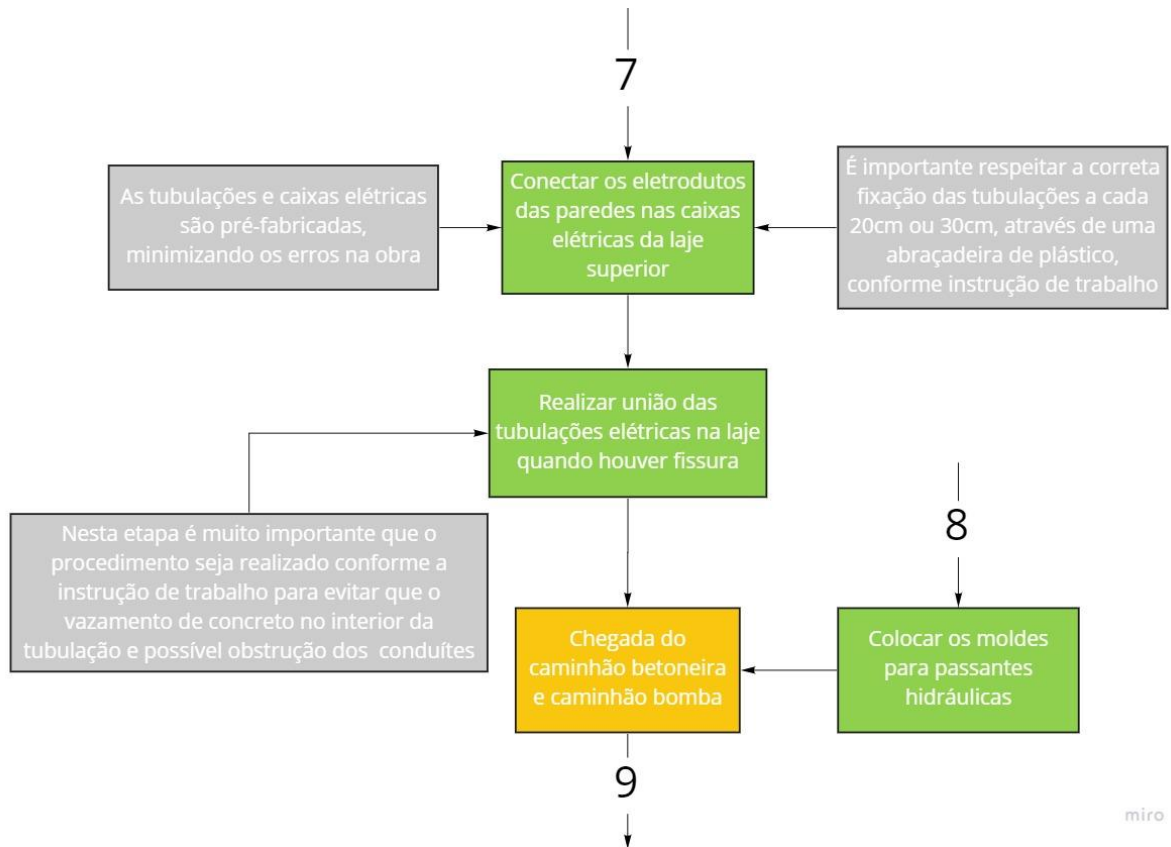 7
As tubulações e caixas elétricas
são pré-fabricadas,
minimizando os erros na obra
Conectar os eletrodutos
das paredes nas caixas
elétricas da laje
superior
É importante respeitar a correta
fixação das tubulações a cada
20cm ou 30cm, através de uma
abraçadeira de plástico,
conforme instrução de trabalho
Realizar união das
tubulações elétricas na laje
quando houver fissura
Nesta etapa é muito importante que o
procedimento seja realizado conforme a
instrução de trabalho para evitar que o
vazamento de concreto no interior da
tubulação e possível obstrução dos conduítes
8
Chegada do
caminhão betoneira
e caminhão bomba
Colocar os moldes
para passantes
hidráulicas
9
miro